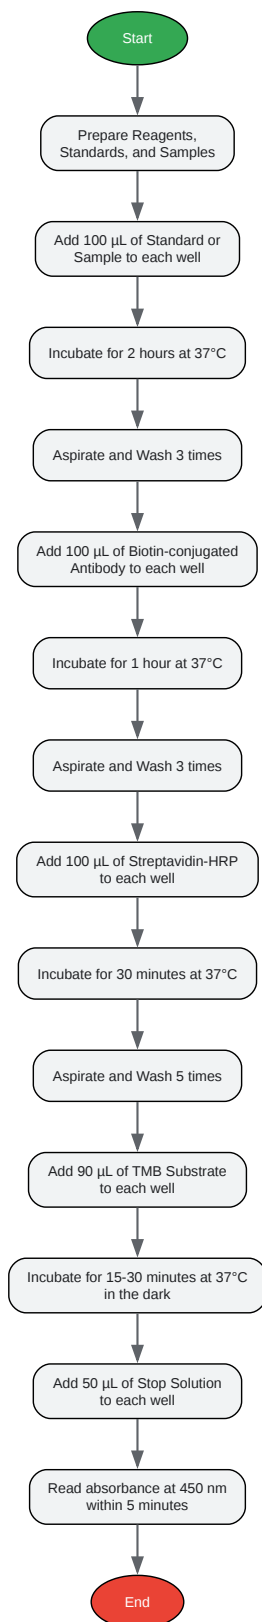 Start
Prepare Reagents,
Standards, and Samples
Add 100 µL of Standard or
Sample to each well
Incubate for 2 hours at 37°C
Aspirate and Wash 3 times
Add 100 µL of Biotin-conjugated
Antibody to each well
Incubate for 1 hour at 37°C
Aspirate and Wash 3 times
Add 100 µL of Streptavidin-HRP
to each well
Incubate for 30 minutes at 37°C
Aspirate and Wash 5 times
Add 90 µL of TMB Substrate
to each well
Incubate for 15-30 minutes at 37°C
in the dark
Add 50 µL of Stop Solution
to each well
Read absorbance at 450 nm
within 5 minutes
End